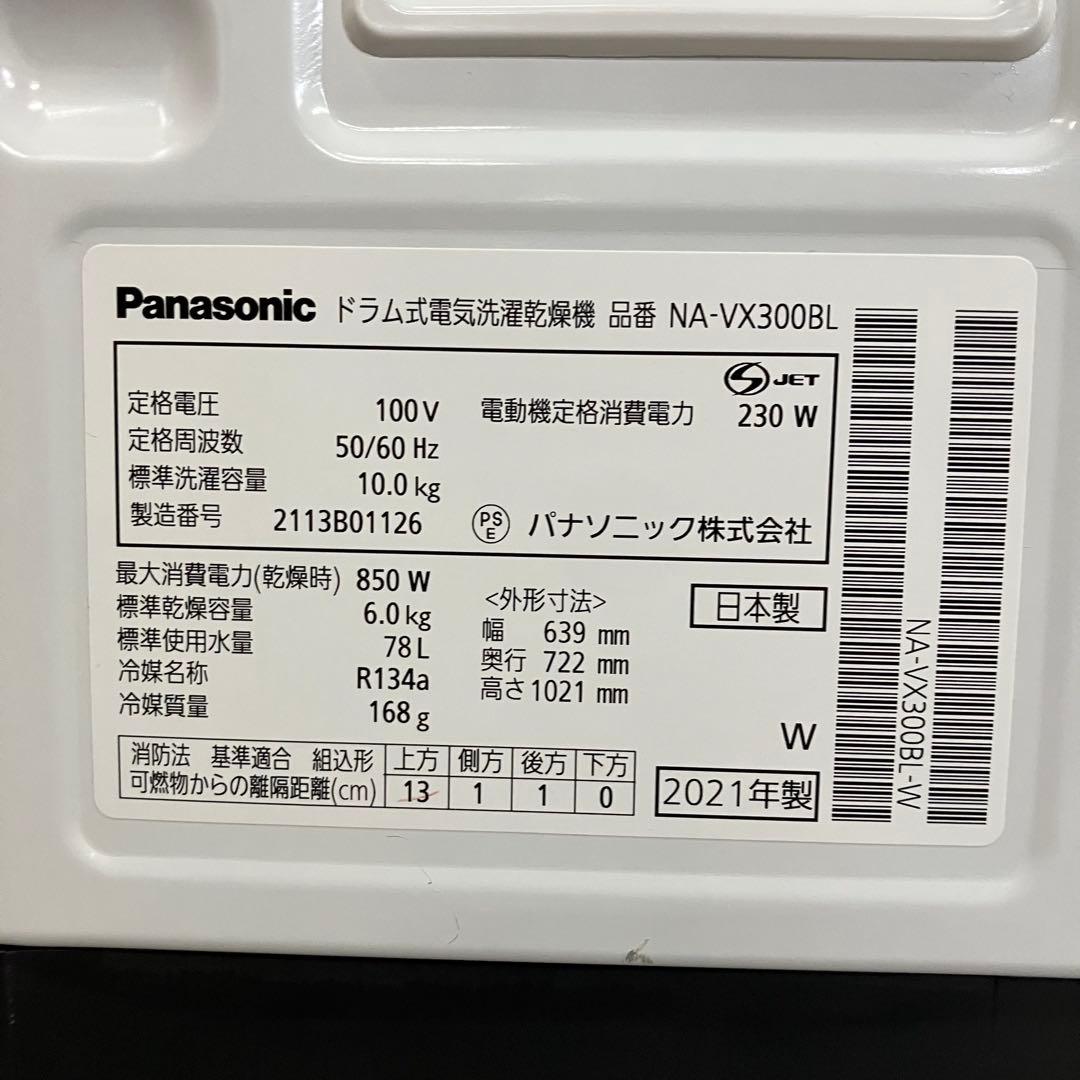 Panasonic ドラム式電気洗濯乾燥機 品番 NA-VX300BL
S JET
定格電圧 100V 電動機定格消費電力 230 W
定格周波数 50/60 Hz
標準洗濯容量 10.0 kg
製造番号 2113B01126 PSE パナソニック株式会社
最大消費電力(乾燥時) 850 W
標準乾燥容量 6.0 kg
標準使用水量 78 L
冷媒名称 R134a
冷媒質量 168 g
<外形寸法>
幅 639 mm
奥行 722 mm
高さ 1021 mm
日本製
W
消防法 基準適合 組込形 上方 側方 後方 下方
可燃物からの離隔距離(cm) 13 1 1 0
2021年製
NA-VX300BL-W